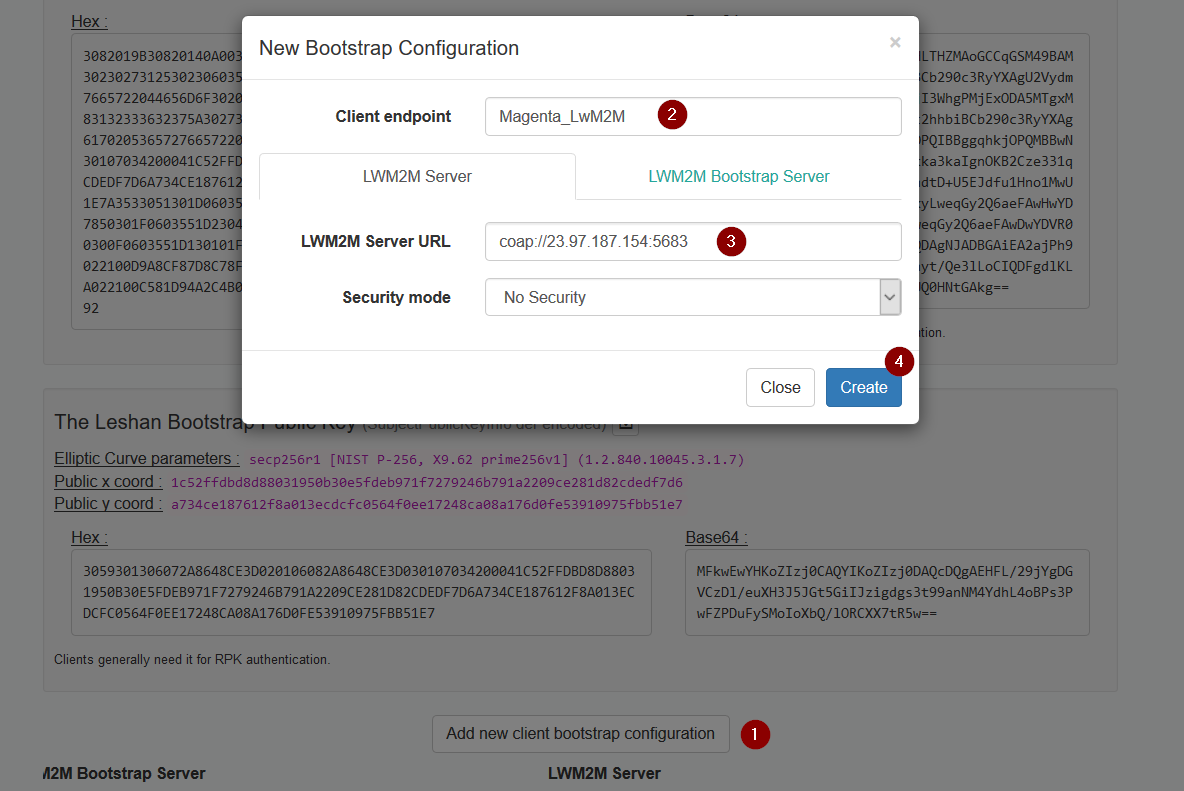 Hex :
3082019B30820140A003
30230273125302306035
7665722044656D6F3020
83132333632375A30273
61702053657276657220
30107034200041C52FFD
CDEDF7D6A734CE187612
1E7A3533051301D06035
7850301F0603551D2304
0300F0603551D130101F
022100D9A8CF87D8C78F
A022100C581D94A2C4B0
92
LTHZMAoGCCqGSM49BAM
Cb290c3RyYXAgU2Vydm
I3WhgPMjExODA5MTgxM
2hhbiBCb290c3RyYXAg
PQIBBggqhkjOPQMBBwN
ka3kaIgnOKB2Cze331q
dtD+U5EJdfu1Hno1MwU
yLweqGy2Q6aeFAwHwYD
weqGy2Q6aeFAwDwYDVR0
DAgNJADBGAiEA2ajPh9
yt/Qe3lLoCIQDFgdlKL
Q0HNtGAkg==
New Bootstrap Configuration
×
Client endpoint
Magenta_LwM2M
2
LWM2M Server
LWM2M Bootstrap Server
LWM2M Server URL
coap://23.97.187.154:5683
3
Security mode
No Security
4
Close
Create
The Leshan Bootstrap Public Key (SubjectPublicKeyInfo der encoded)
Elliptic Curve parameters : secp256r1 [NIST P-256, X9.62 prime256v1] (1.2.840.10045.3.1.7)
Public x coord : 1c52ffdbd8d88031950b30e5fdeb971f7279246b791a2209ce281d82cdedf7d6
Public y coord : a734ce187612f8a013ecdcfc0564f0ee17248ca08a176d0fe53910975fbb51e7
Hex :
3059301306072A8648CE3D020106082A8648CE3D030107034200041C52FFDBD8D8803
1950B30E5FDEB971F7279246B791A2209CE281D82CDEDF7D6A734CE187612F8A013EC
DCFC0564F0EE17248CA08A176D0FE53910975FBB51E7
Base64 :
MFkwEwYHKoZIzj0CAQYIKoZIzj0DAQcDQgAEHFL/29jYgDG
VCzDl/euXH3J5JGt5GiIJzigdgs3t99anNM4YdhL4oBPs3P
wFZPDuFySMoIoXbQ/lORCXX7tR5w==
Clients generally need it for RPK authentication.
Add new client bootstrap configuration
1
M2M Bootstrap Server
LWM2M Server